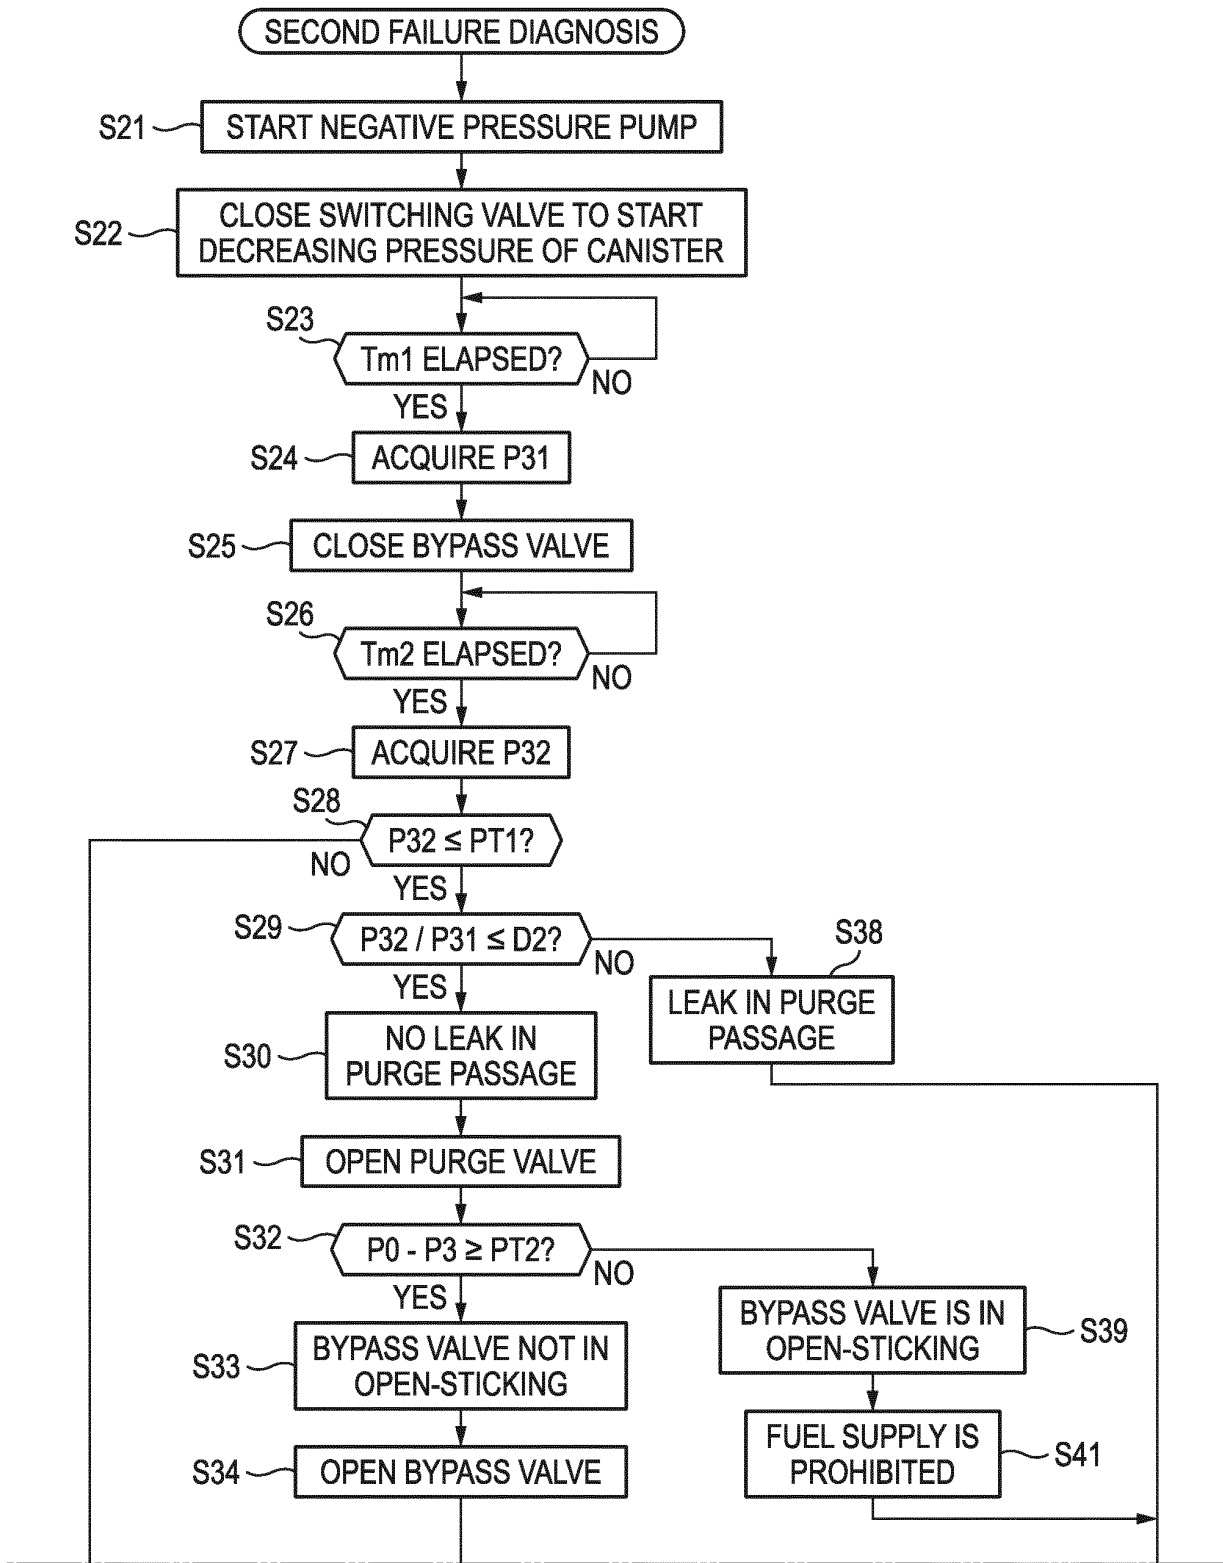 SECOND FAILURE DIAGNOSIS
S21
START NEGATIVE PRESSURE PUMP
S22
CLOSE SWITCHING VALVE TO START
DECREASING PRESSURE OF CANISTER
S23
Tm1 ELAPSED?
NO
YES
S24
ACQUIRE P31
S25
CLOSE BYPASS VALVE
S26
Tm2 ELAPSED?
NO
YES
S27
ACQUIRE P32
S28
P32 ≤ PT1?
NO
YES
S29
P32 / P31 ≤ D2?
NO
YES
S38
LEAK IN PURGE
PASSAGE
S30
NO LEAK IN
PURGE PASSAGE
S31
OPEN PURGE VALVE
S32
P0 - P3 ≥ PT2?
NO
YES
BYPASS VALVE IS IN
OPEN-STICKING
S39
S33
BYPASS VALVE NOT IN
OPEN-STICKING
FUEL SUPPLY IS
PROHIBITED
S41
S34
OPEN BYPASS VALVE